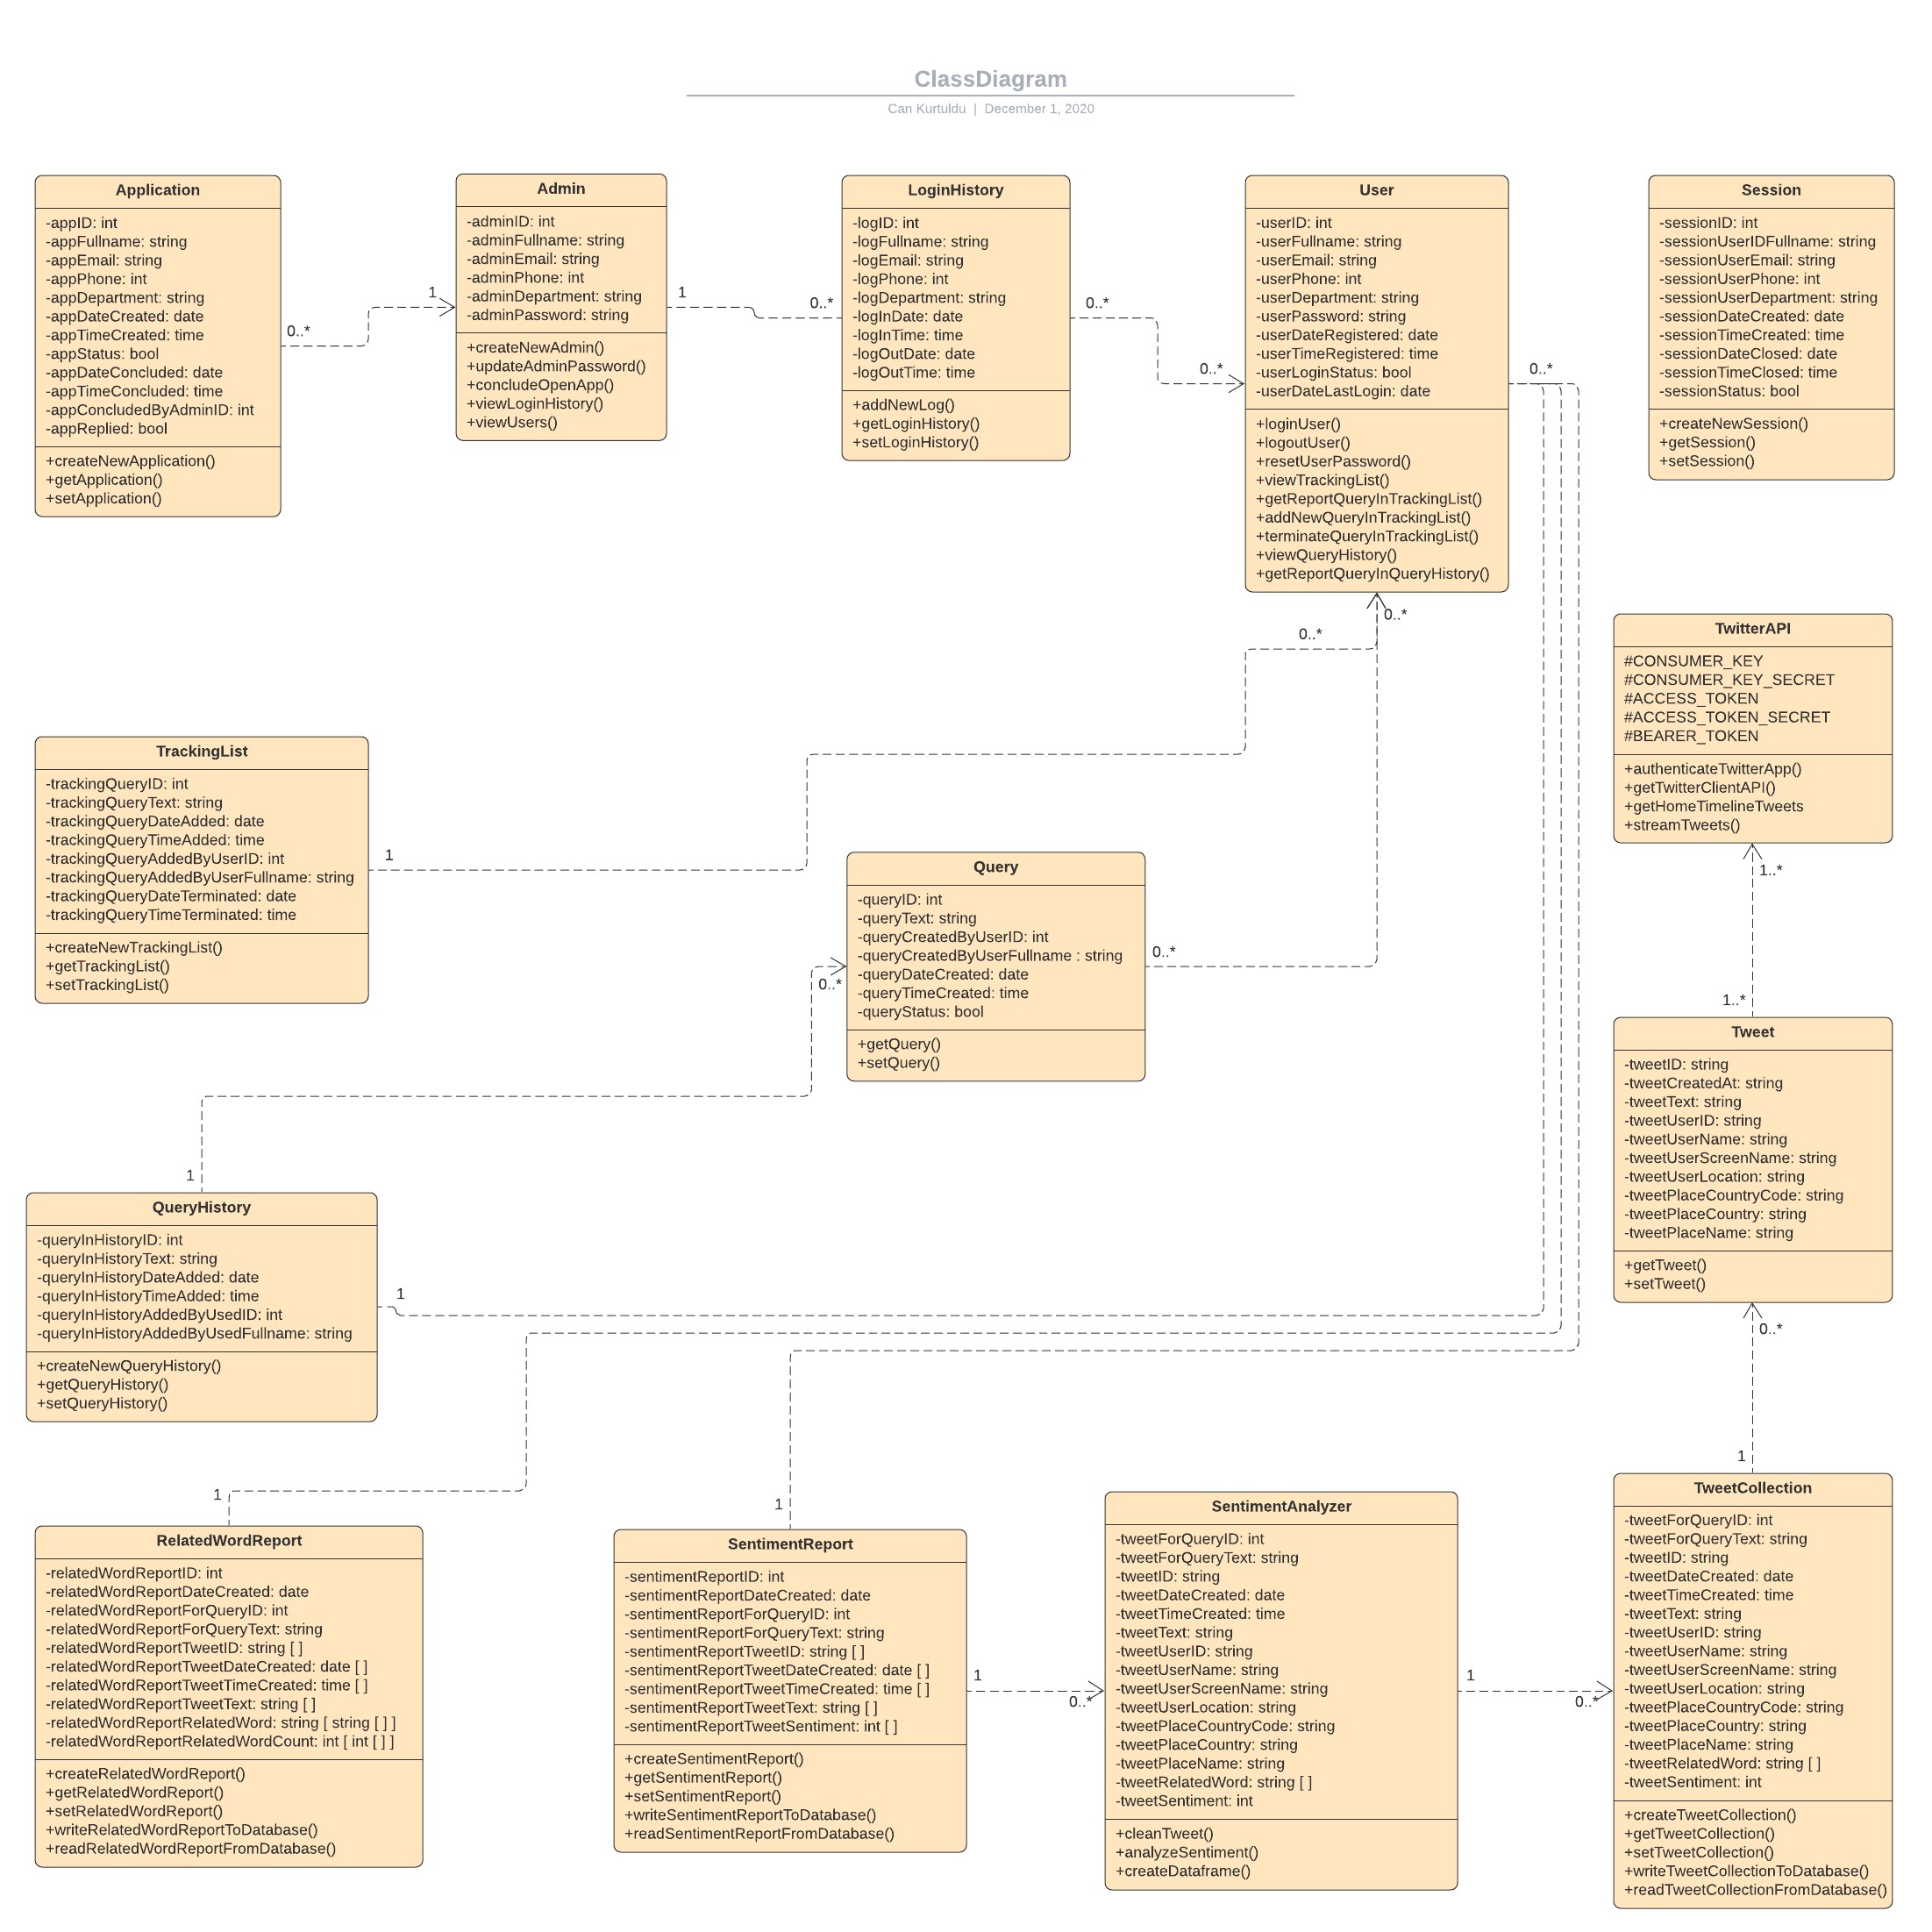 ClassDiagram
Can Kurtuldu | December 1, 2020
Application
-appID: int
-appFullname: string
-appEmail: string
-appPhone: int
-appDepartment: string
-appDateCreated: date
-appTimeCreated: time
-appStatus: bool
-appDateConcluded: date
-appTimeConcluded: time
-appConcludedByAdminID: int
-appReplied: bool
+createNewApplication()
+getApplication()
+setApplication()
0..*
1
Admin
-adminID: int
-adminFullname: string
-adminEmail: string
-adminPhone: int
-adminDepartment: string
-adminPassword: string
+createNewAdmin()
+updateAdminPassword()
+concludeOpenApp()
+viewLoginHistory()
+viewUsers()
1
0..*
LoginHistory
-logID: int
-logFullname: string
-logEmail: string
-logPhone: int
-logDepartment: string
-logInDate: date
-logInTime: time
-logOutDate: date
-logOutTime: time
+addNewLog()
+getLoginHistory()
+setLoginHistory()
0..*
0..*
User
-userID: int
-userFullname: string
-userEmail: string
-userPhone: int
-userDepartment: string
-userPassword: string
-userDateRegistered: date
-userTimeRegistered: time
-userLoginStatus: bool
-userDateLastLogin: date
+loginUser()
+logoutUser()
+resetUserPassword()
+viewTrackingList()
+getReportQueryInTrackingList()
+addNewQueryInTrackingList()
+terminateQueryInTrackingList()
+viewQueryHistory()
+getReportQueryInQueryHistory()
0..*
0..*
0..*
Session
-sessionID: int
-sessionUserIDFullname: string
-sessionUserEmail: string
-sessionUserPhone: int
-sessionUserDepartment: string
-sessionDateCreated: date
-sessionTimeCreated: time
-sessionDateClosed: date
-sessionTimeClosed: time
-sessionStatus: bool
+createNewSession()
+getSession()
+setSession()
TwitterAPI
#CONSUMER_KEY
#CONSUMER_KEY_SECRET
#ACCESS_TOKEN
#ACCESS_TOKEN_SECRET
#BEARER_TOKEN
+authenticateTwitterApp()
+getTwitterClientAPI()
+getHomeTimelineTweets
+streamTweets()
1..*
1..*
TrackingList
-trackingQueryID: int
-trackingQueryText: string
-trackingQueryDateAdded: date
-trackingQueryTimeAdded: time
-trackingQueryAddedByUserID: int
-trackingQueryAddedByUserFullname: string
-trackingQueryDateTerminated: date
-trackingQueryTimeTerminated: time
+createNewTrackingList()
+getTrackingList()
+setTrackingList()
1
Query
-queryID: int
-queryText: string
-queryCreatedByUserID: int
-queryCreatedByUserFullname : string
-queryDateCreated: date
-queryTimeCreated: time
-queryStatus: bool
+getQuery()
+setQuery()
0..*
0..*
Tweet
-tweetID: string
-tweetCreatedAt: string
-tweetText: string
-tweetUserID: string
-tweetUserName: string
-tweetUserScreenName: string
-tweetUserLocation: string
-tweetPlaceCountryCode: string
-tweetPlaceCountry: string
-tweetPlaceName: string
+getTweet()
+setTweet()
0..*
1
1
QueryHistory
-queryInHistoryID: int
-queryInHistoryText: string
-queryInHistoryDateAdded: date
-queryInHistoryTimeAdded: time
-queryInHistoryAddedByUsedID: int
-queryInHistoryAddedByUsedFullname: string
+createNewQueryHistory()
+getQueryHistory()
+setQueryHistory()
1
1
RelatedWordReport
-relatedWordReportID: int
-relatedWordReportDateCreated: date
-relatedWordReportForQueryID: int
-relatedWordReportForQueryText: string
-relatedWordReportTweetID: string [ ]
-relatedWordReportTweetDateCreated: date [ ]
-relatedWordReportTweetTimeCreated: time [ ]
-relatedWordReportTweetText: string [ ]
-relatedWordReportRelatedWord: string [ string [ ] ]
-relatedWordReportRelatedWordCount: int [ int [ ] ]
+createRelatedWordReport()
+getRelatedWordReport()
+setRelatedWordReport()
+writeRelatedWordReportToDatabase()
+readRelatedWordReportFromDatabase()
1
SentimentReport
-sentimentReportID: int
-sentimentReportDateCreated: date
-sentimentReportForQueryID: int
-sentimentReportForQueryText: string
-sentimentReportTweetID: string [ ]
-sentimentReportTweetDateCreated: date [ ]
-sentimentReportTweetTimeCreated: time [ ]
-sentimentReportTweetText: string [ ]
-sentimentReportTweetSentiment: int [ ]
+createSentimentReport()
+getSentimentReport()
+setSentimentReport()
+writeSentimentReportToDatabase()
+readSentimentReportFromDatabase()
1
0..*
SentimentAnalyzer
-tweetForQueryID: int
-tweetForQueryText: string
-tweetID: string
-tweetDateCreated: date
-tweetTimeCreated: time
-tweetText: string
-tweetUserID: string
-tweetUserName: string
-tweetUserScreenName: string
-tweetUserLocation: string
-tweetPlaceCountryCode: string
-tweetPlaceCountry: string
-tweetPlaceName: string
-tweetRelatedWord: string [ ]
-tweetSentiment: int
+cleanTweet()
+analyzeSentiment()
+createDataframe()
1
0..*
TweetCollection
-tweetForQueryID: int
-tweetForQueryText: string
-tweetID: string
-tweetDateCreated: date
-tweetTimeCreated: time
-tweetText: string
-tweetUserID: string
-tweetUserName: string
-tweetUserScreenName: string
-tweetUserLocation: string
-tweetPlaceCountryCode: string
-tweetPlaceCountry: string
-tweetPlaceName: string
-tweetRelatedWord: string [ ]
-tweetSentiment: int
+createTweetCollection()
+getTweetCollection()
+setTweetCollection()
+writeTweetCollectionToDatabase()
+readTweetCollectionFromDatabase()